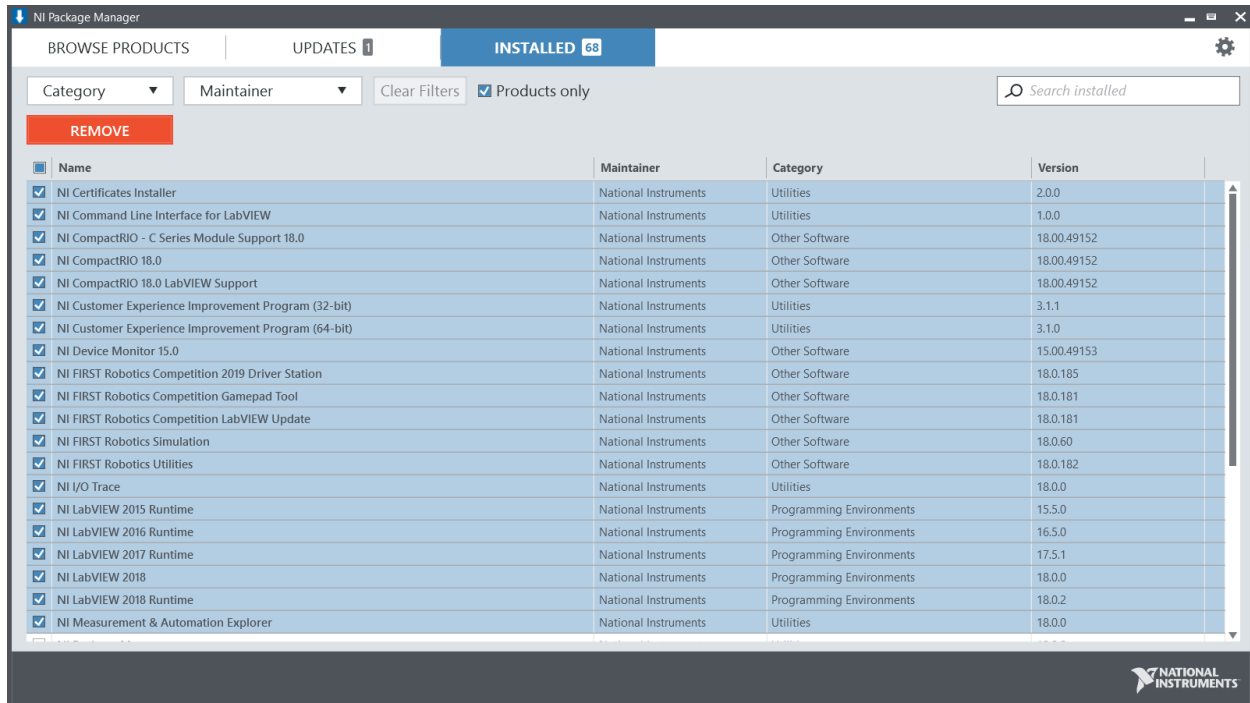 NI Package Manager
BROWSE PRODUCTS UPDATES 1 INSTALLED 68
Category Maintainer Clear Filters Products only Search installed
REMOVE
Name Maintainer Category Version
NI Certificates Installer National Instruments Utilities 2.0.0
NI Command Line Interface for LabVIEW National Instruments Utilities 1.0.0
NI CompactRIO - C Series Module Support 18.0 National Instruments Other Software 18.00.49152
NI CompactRIO 18.0 National Instruments Other Software 18.00.49152
NI CompactRIO 18.0 LabVIEW Support National Instruments Other Software 18.00.49152
NI Customer Experience Improvement Program (32-bit) National Instruments Utilities 3.1.1
NI Customer Experience Improvement Program (64-bit) National Instruments Utilities 3.1.0
NI Device Monitor 15.0 National Instruments Other Software 15.00.49153
NI FIRST Robotics Competition 2019 Driver Station National Instruments Other Software 18.0.185
NI FIRST Robotics Competition Gamepad Tool National Instruments Other Software 18.0.181
NI FIRST Robotics Competition LabVIEW Update National Instruments Other Software 18.0.181
NI FIRST Robotics Simulation National Instruments Other Software 18.0.60
NI FIRST Robotics Utilities National Instruments Other Software 18.0.182
NI I/O Trace National Instruments Utilities 18.0.0
NI LabVIEW 2015 Runtime National Instruments Programming Environments 15.5.0
NI LabVIEW 2016 Runtime National Instruments Programming Environments 16.5.0
NI LabVIEW 2017 Runtime National Instruments Programming Environments 17.5.1
NI LabVIEW 2018 National Instruments Programming Environments 18.0.0
NI LabVIEW 2018 Runtime National Instruments Programming Environments 18.0.2
NI Measurement & Automation Explorer National Instruments Utilities 18.0.0
NATIONAL
INSTRUMENTS